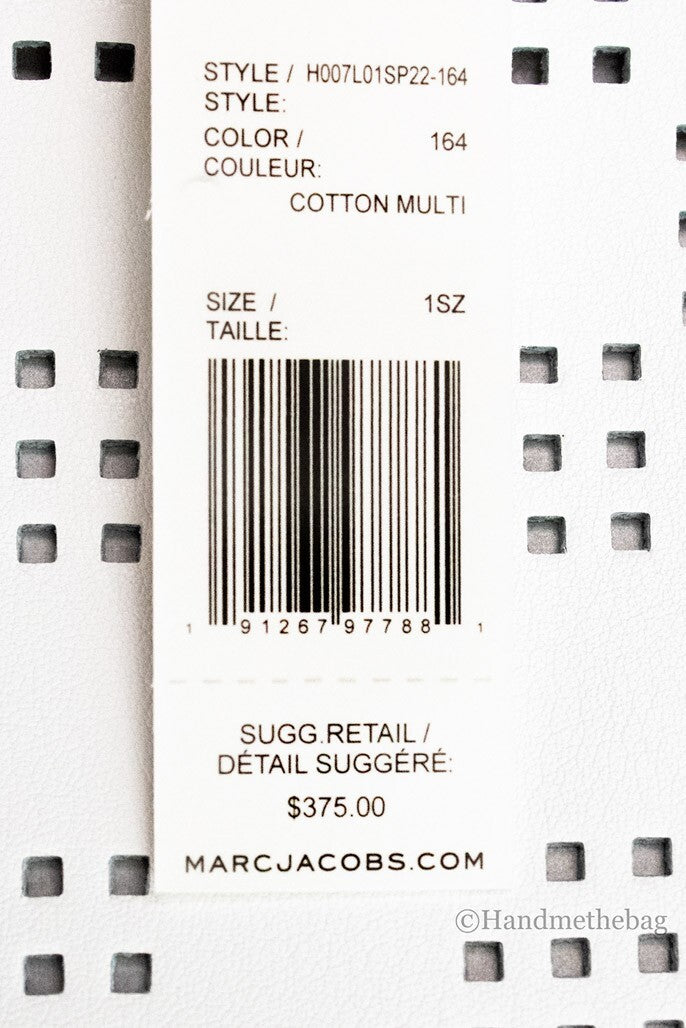 STYLE / H007L01SP22-164
STYLE:
COLOR / 164
COULEUR:
COTTON MULTI
SIZE / 1SZ
TAILLE:
1 91267 97788 1
SUGG.RETAIL /
DÉTAIL SUGGÉRÉ:
$375.00
MARCJACOBS.COM
©Handmethebag